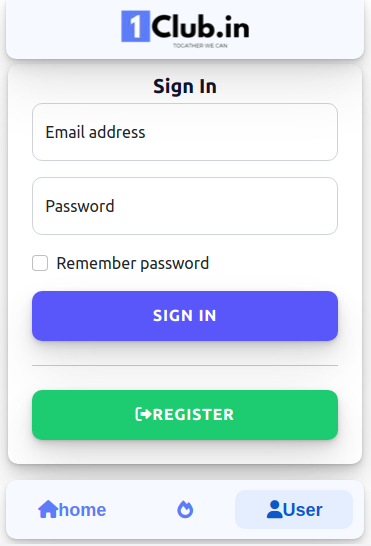 1Club.in
TOGATHER WE CAN
Sign In
Email address
Password
Remember password
SIGN IN
REGISTER
home
User